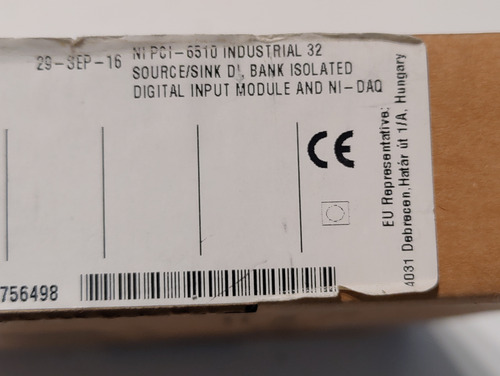 29-SEP-16
NI PCI-6510 INDUSTRIAL 32
SOURCE/SINK DI, BANK ISOLATED
DIGITAL INPUT MODULE AND NI-DAQ
CE
EU Representative:
4031 Debrecen, Határ út 1/A, Hungary
756498